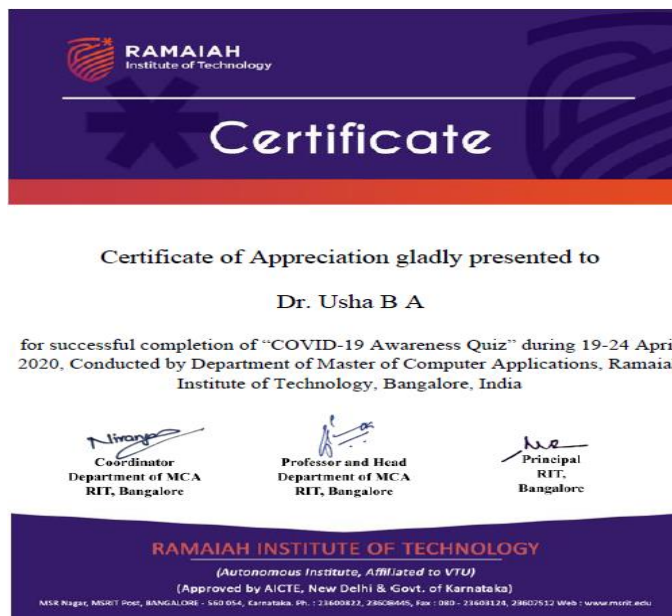 RAMAIAH
Institute of Technology
Certificate
Certificate of Appreciation gladly presented to
Dr. Usha B A
for successful completion of “COVID-19 Awareness Quiz” during 19-24 Apri
2020, Conducted by Department of Master of Computer Applications, Ramaia
Institute of Technology, Bangalore, India
Coordinator
Department of MCA
RIT, Bangalore
Professor and Head
Department of MCA
RIT, Bangalore
Principal
RIT,
Bangalore
RAMAIAH INSTITUTE OF TECHNOLOGY
(Autonomous Institute, Affiliated to VTU)
(Approved by AICTE, New Delhi & Govt. of Karnataka)
MSR Nagar, MSRIT Post, BANGALORE - 560 054, Karnataka. Ph. : 23600822, 23608445, Fax : 080 - 23603124, 23607512 Web : www.msrit.edu